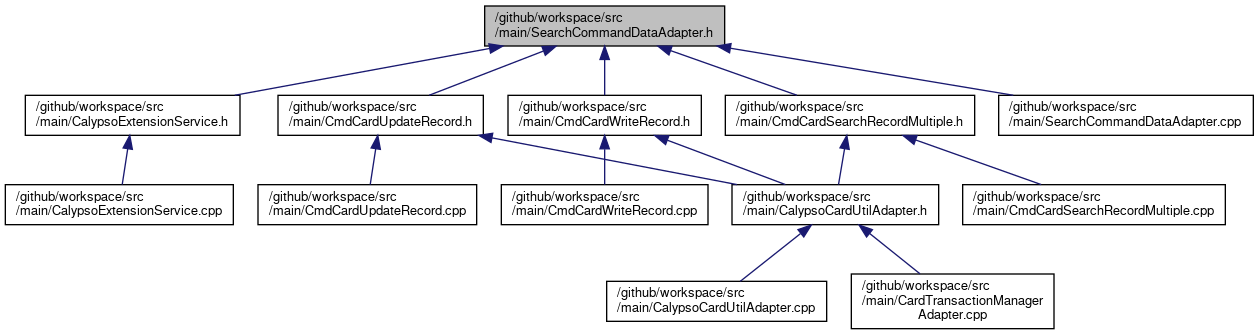 /github/workspace/src
/main/SearchCommandDataAdapter.h
/github/workspace/src
/main/CalypsoExtensionService.h
/github/workspace/src
/main/CmdCardUpdateRecord.h
/github/workspace/src
/main/CmdCardWriteRecord.h
/github/workspace/src
/main/CmdCardSearchRecordMultiple.h
/github/workspace/src
/main/SearchCommandDataAdapter.cpp
/github/workspace/src
/main/CalypsoExtensionService.cpp
/github/workspace/src
/main/CmdCardUpdateRecord.cpp
/github/workspace/src
/main/CmdCardWriteRecord.cpp
/github/workspace/src
/main/CalypsoCardUtilAdapter.h
/github/workspace/src
/main/CmdCardSearchRecordMultiple.cpp
/github/workspace/src
/main/CalypsoCardUtilAdapter.cpp
/github/workspace/src
/main/CardTransactionManager
Adapter.cpp